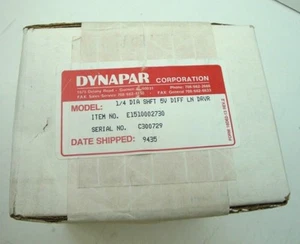 DYNAPAR CORPORATION
MODEL: 1/4 DIA SHFT 5V DIFF LN DRVR
ITEM NO. E1510002730
SERIAL NO. C300729
DATE SHIPPED: 9435